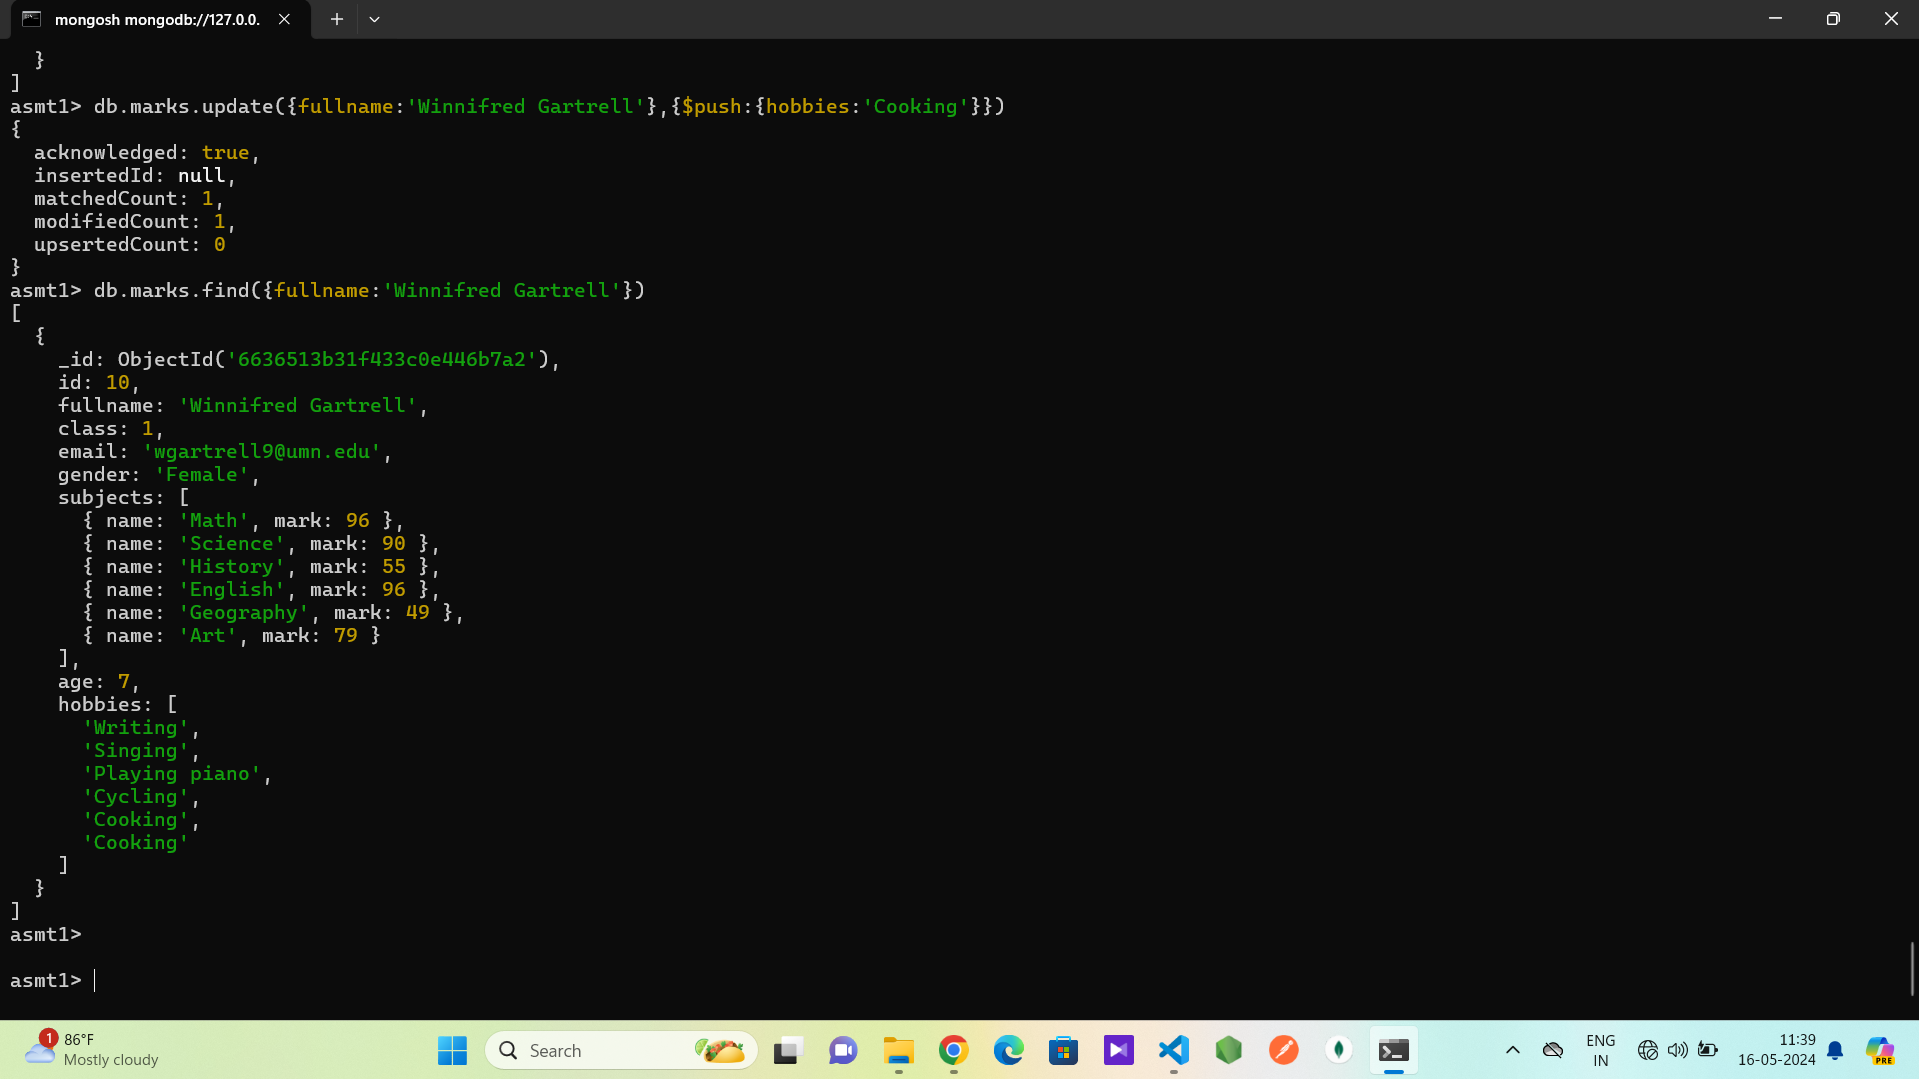 mongosh mongodb://127.0.0.
  }
]
asmt1> db.marks.update({fullname:'Winnifred Gartrell'},{$push:{hobbies:'Cooking'}})
{
  acknowledged: true,
  insertedId: null,
  matchedCount: 1,
  modifiedCount: 1,
  upsertedCount: 0
}
asmt1> db.marks.find({fullname:'Winnifred Gartrell'})
[
  {
    _id: ObjectId('6636513b31f433c0e446b7a2'),
    id: 10,
    fullname: 'Winnifred Gartrell',
    class: 1,
    email: 'wgartrell9@umn.edu',
    gender: 'Female',
    subjects: [
      { name: 'Math', mark: 96 },
      { name: 'Science', mark: 90 },
      { name: 'History', mark: 55 },
      { name: 'English', mark: 96 },
      { name: 'Geography', mark: 49 },
      { name: 'Art', mark: 79 }
    ],
    age: 7,
    hobbies: [
      'Writing',
      'Singing',
      'Playing piano',
      'Cycling',
      'Cooking',
      'Cooking'
    ]
  }
]
asmt1>
asmt1>
1
86°F
Mostly cloudy
Search
ENG
IN
11:39
16-05-2024
PRE